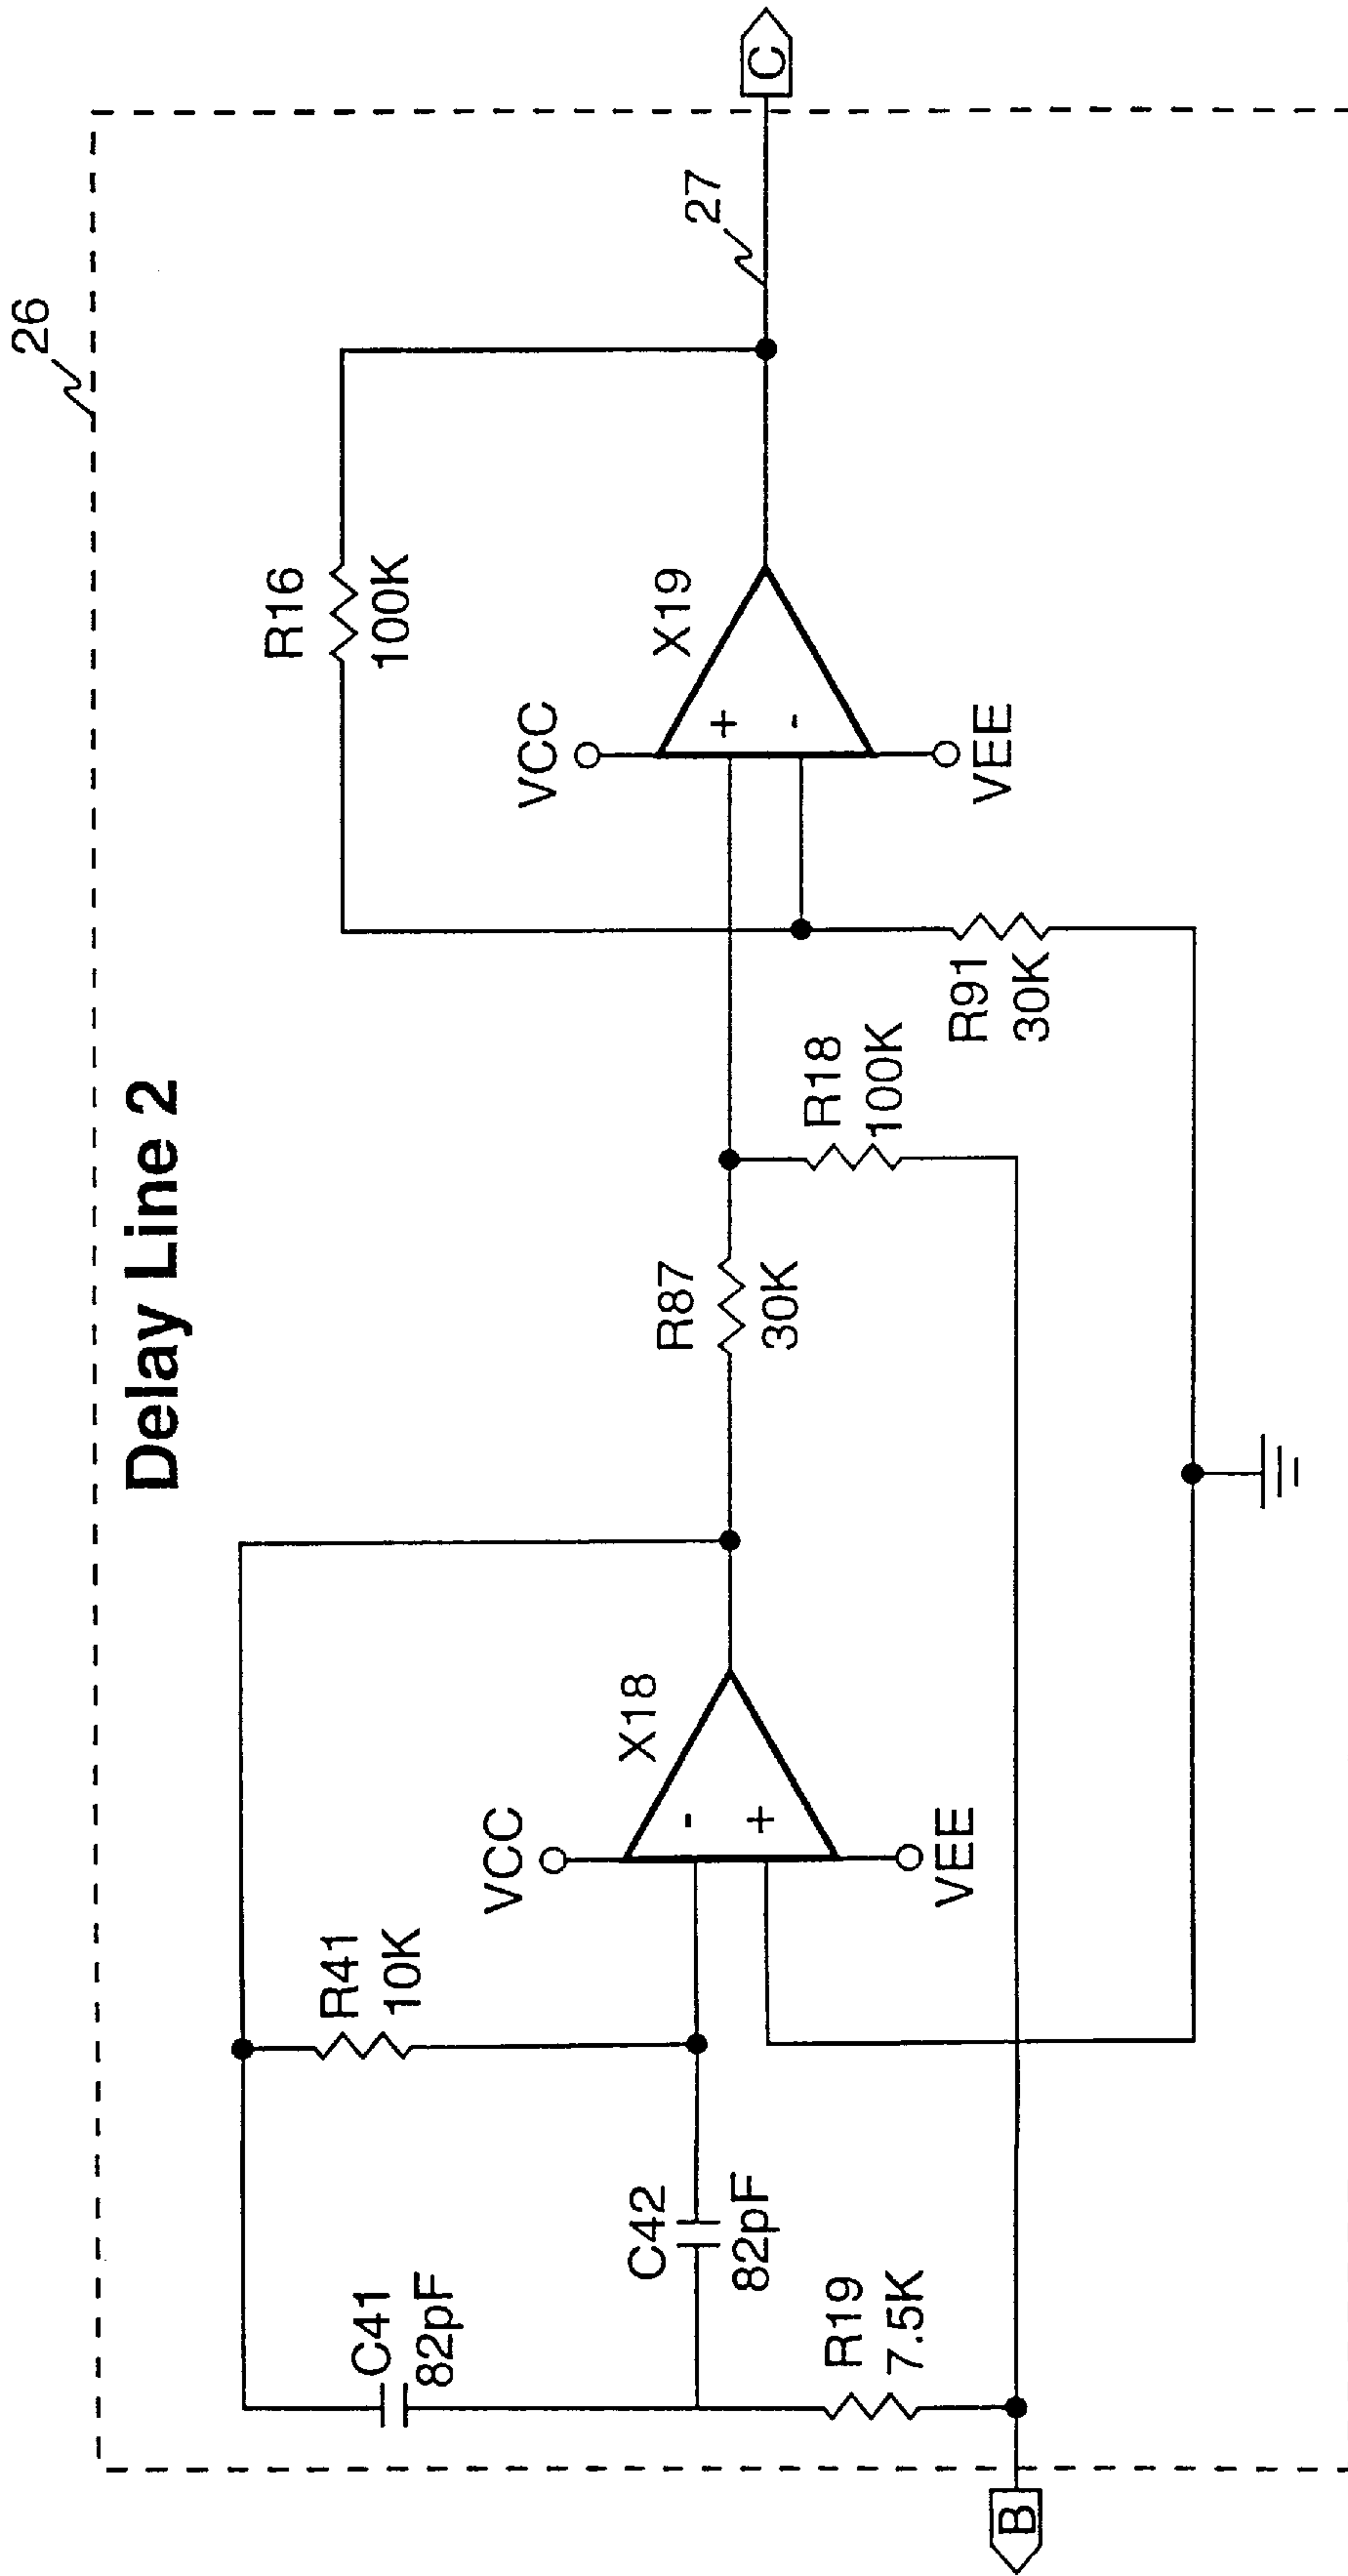 26
Delay Line 2
R16
100K
27
C
X19
VCC
+
-
VEE
R91
30K
R18
100K
R87
30K
X18
VCC
-
+
VEE
R41
10K
C41
82pF
C42
82pF
R19
7.5K
B